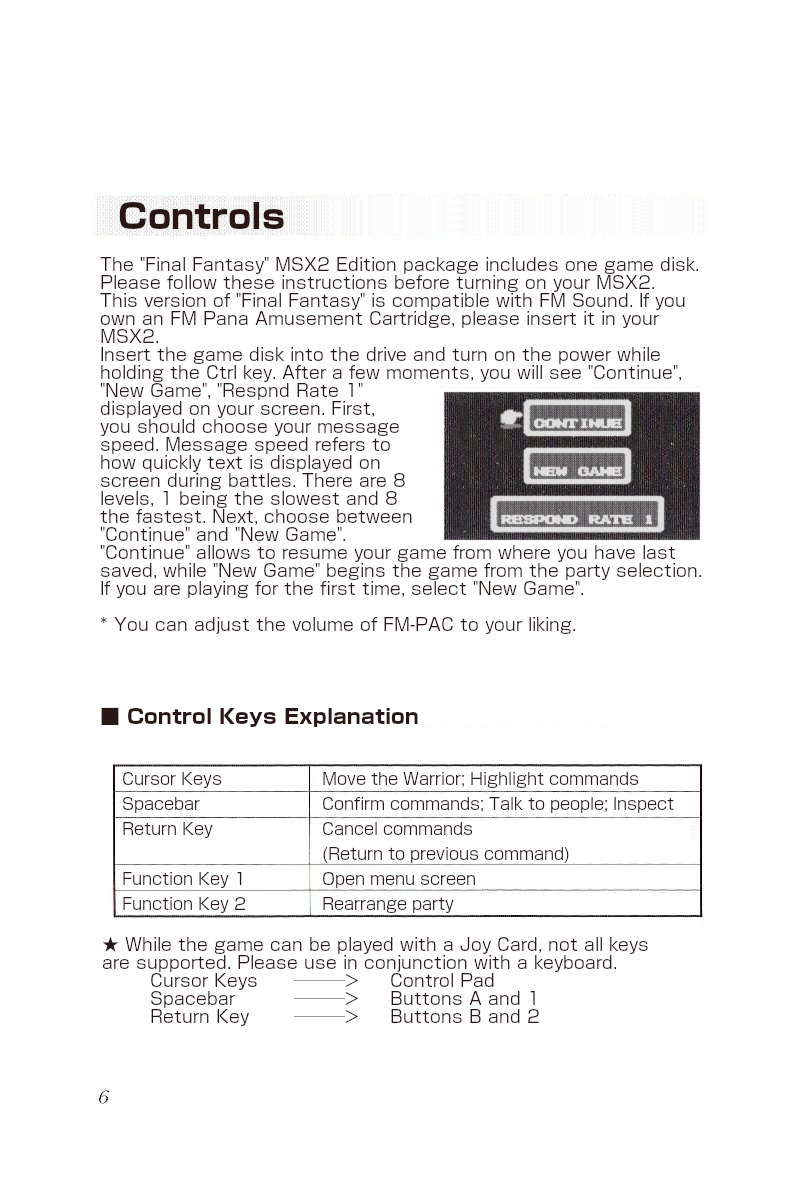 Controls
The "Final Fantasy" MSX2 Edition package includes one game disk.
Please follow these instructions before turning on your MSX2.
This version of "Final Fantasy" is compatible with FM Sound. If you
own an FM Pana Amusement Cartridge, please insert it in your
MSX2.
Insert the game disk into the drive and turn on the power while
holding the Ctrl key. After a few moments, you will see "Continue",
"New Game", "Respnd Rate 1"
displayed on your screen. First,
you should choose your message
speed. Message speed refers to
how quickly text is displayed on
screen during battles. There are 8
levels, 1 being the slowest and 8
the fastest. Next, choose between
"Continue" and "New Game".
CONTINUE
NEW GAME
RESPOND RATE 1
"Continue" allows to resume your game from where you have last
saved, while "New Game" begins the game from the party selection.
If you are playing for the first time, select "New Game".
* You can adjust the volume of FM-PAC to your liking.
■ Control Keys Explanation
Cursor Keys Move the Warrior; Highlight commands
Spacebar Confirm commands; Talk to people; Inspect
Return Key Cancel commands
(Return to previous command)
Function Key 1 Open menu screen
Function Key 2 Rearrange party
★ While the game can be played with a Joy Card, not all keys
are supported. Please use in conjunction with a keyboard.
Cursor Keys ———> Control Pad
Spacebar ———> Buttons A and 1
Return Key ———> Buttons B and 2
6